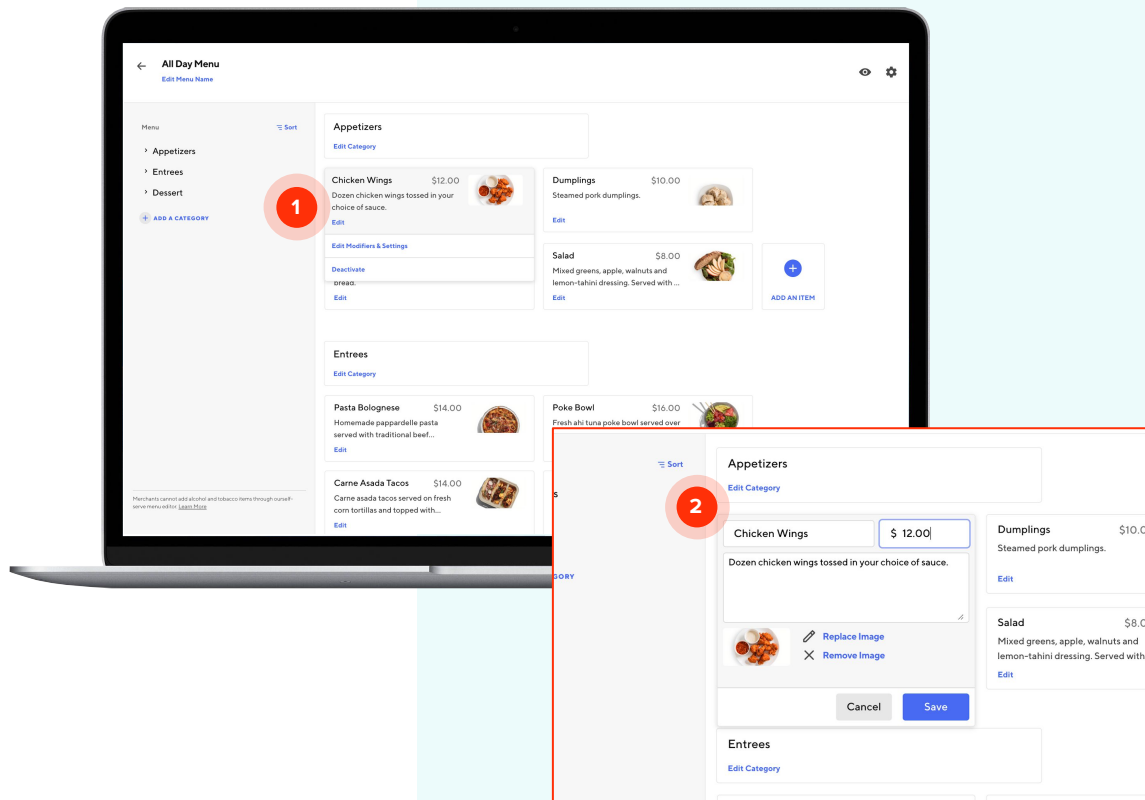 All Day Menu
Edit Menu Name
Menu
Sort
Appetizers
Entrees
Dessert
+ ADD A CATEGORY
Merchants cannot add alcohol and tobacco items through ourself-
serve menu editor. Learn More
Appetizers
Edit Category
1
Chicken Wings $12.00
Dozen chicken wings tossed in your
choice of sauce.
Edit
Edit Modifiers & Settings
Deactivate
bread.
Edit
Dumplings $10.00
Steamed pork dumplings.
Edit
Salad $8.00
Mixed greens, apple, walnuts and
lemon-tahini dressing. Served with ...
Edit
ADD AN ITEM
Entrees
Edit Category
Pasta Bolognese $14.00
Homemade pappardelle pasta
served with traditional beef...
Edit
Poke Bowl $16.00
Fresh ahi tuna poke bowl served over
Carne Asada Tacos $14.00
Carne asada tacos served on fresh
corn tortillas and topped with...
Edit
s
GORY
Sort
2
Appetizers
Edit Category
Chicken Wings
$ 12.00
Dozen chicken wings tossed in your choice of sauce.
Replace Image
Remove Image
Cancel
Save
Dumplings $10.0
Steamed pork dumplings.
Edit
Salad $8.0
Mixed greens, apple, walnuts and
lemon-tahini dressing. Served with
Edit
Entrees
Edit Category